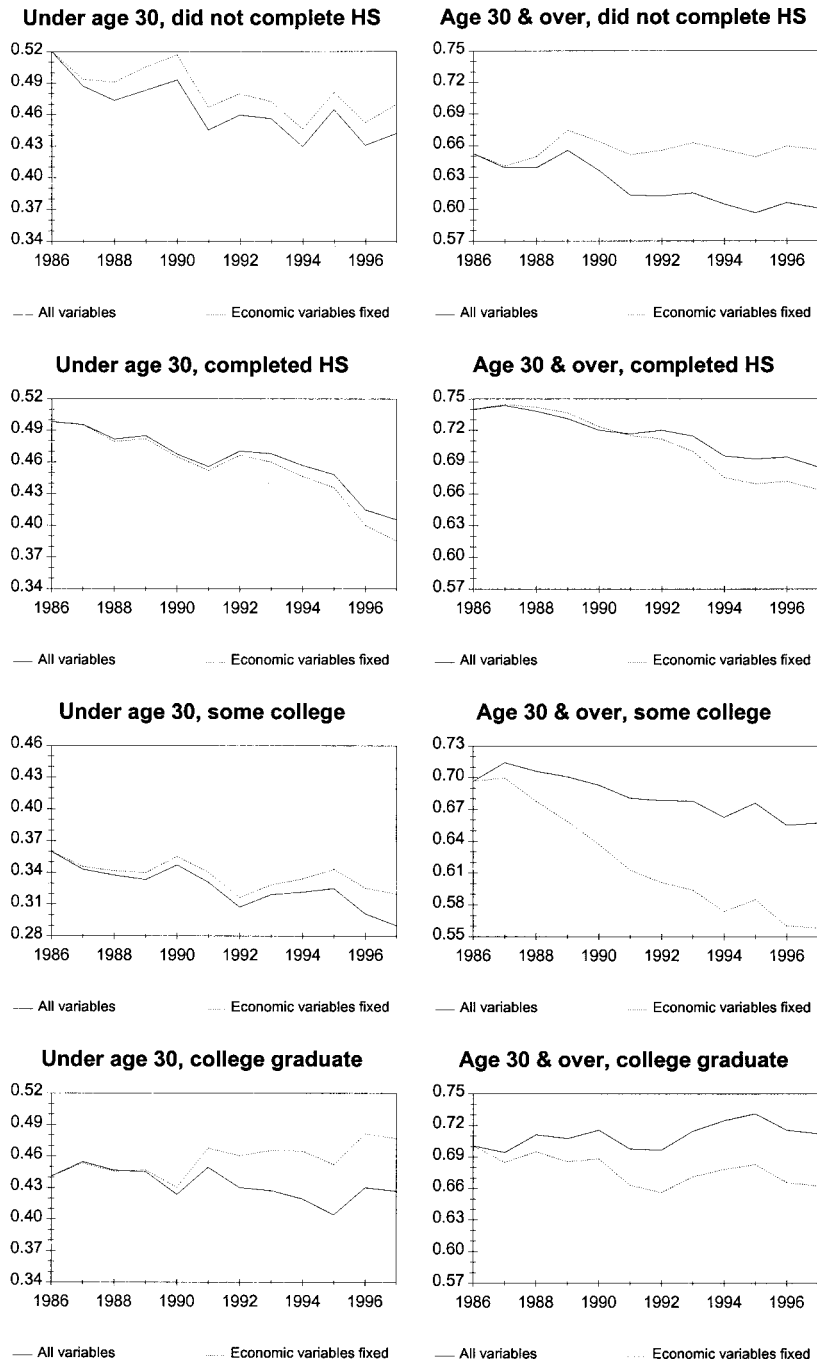 Under age 30, did not complete HS
0.52
0.49
0.46
0.43
0.40
0.37
0.34
1986 1988 1990 1992 1994 1996
All variables Economic variables fixed
Age 30 & over, did not complete HS
0.75
0.72
0.69
0.66
0.63
0.60
0.57
1986 1988 1990 1992 1994 1996
All variables Economic variables fixed
Under age 30, completed HS
0.52
0.49
0.46
0.43
0.40
0.37
0.34
1986 1988 1990 1992 1994 1996
All variables Economic variables fixed
Age 30 & over, completed HS
0.75
0.72
0.69
0.66
0.63
0.60
0.57
1986 1988 1990 1992 1994 1996
All variables Economic variables fixed
Under age 30, some college
0.46
0.43
0.40
0.37
0.34
0.31
0.28
1986 1988 1990 1992 1994 1996
All variables Economic variables fixed
Age 30 & over, some college
0.73
0.70
0.67
0.64
0.61
0.58
0.55
1986 1988 1990 1992 1994 1996
All variables Economic variables fixed
Under age 30, college graduate
0.52
0.49
0.46
0.43
0.40
0.37
0.34
1986 1988 1990 1992 1994 1996
All variables Economic variables fixed
Age 30 & over, college graduate
0.75
0.72
0.69
0.66
0.63
0.60
0.57
1986 1988 1990 1992 1994 1996
All variables Economic variables fixed